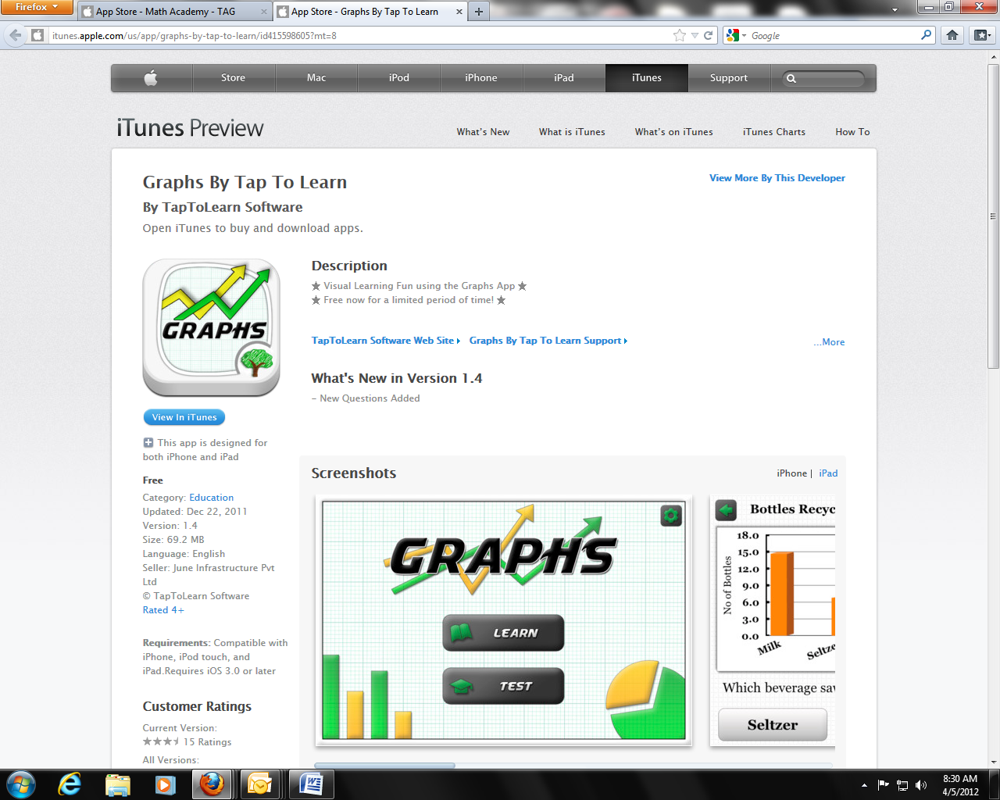 Firefox
App Store - Math Academy - TAG
App Store - Graphs By Tap To Learn
itunes.apple.com/us/app/graphs-by-tap-to-learn/id415598605?mt=8
Google
Store
Mac
iPod
iPhone
iPad
iTunes
Support
iTunes Preview
What's New
What is iTunes
What's on iTunes
iTunes Charts
How To
Graphs By Tap To Learn
View More By This Developer
By TapToLearn Software
Open iTunes to buy and download apps.
GRAPHS
View In iTunes
This app is designed for
both iPhone and iPad
Free
Category: Education
Updated: Dec 22, 2011
Version: 1.4
Size: 69.2 MB
Language: English
Seller: June Infrastructure Pvt
Ltd
© TapToLearn Software
Rated 4+
Requirements: Compatible with
iPhone, iPod touch, and
iPad.Requires iOS 3.0 or later
Customer Ratings
Current Version:
15 Ratings
All Versions:
Description
★ Visual Learning Fun using the Graphs App ★
★ Free now for a limited period of time! ★
TapToLearn Software Web Site
Graphs By Tap To Learn Support
...More
What's New in Version 1.4
- New Questions Added
Screenshots
iPhone | iPad
GRAPHS
LEARN
TEST
Bottles Recyc
No of Bottles
18.0
15.0
12.0
9.0
6.0
3.0
0.0
Milk
Seltze
Which beverage sav
Seltzer
8:30 AM
4/5/2012